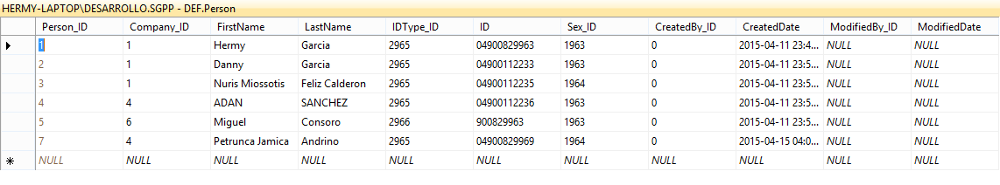 HERMY-LAPTOP\DESARROLLO.SGPP - DEF.Person
Person_ID Company_ID FirstName LastName IDType_ID ID Sex_ID CreatedBy_ID CreatedDate ModifiedBy_ID ModifiedDate
1 1 Hermy Garcia 2965 04900829963 1963 0 2015-04-11 23:4... NULL NULL
2 1 Danny Garcia 2965 04900112233 1963 0 2015-04-11 23:5... NULL NULL
3 1 Nuris Miossotis Feliz Calderon 2965 04900112235 1964 0 2015-04-11 23:5... NULL NULL
4 4 ADAN SANCHEZ 2965 04900112236 1963 0 2015-04-11 23:5... NULL NULL
5 6 Miguel Consoro 2966 900829963 1963 0 2015-04-11 23:5... NULL NULL
7 4 Petrunca Jamica Andrino 2965 04900829969 1964 0 2015-04-15 04:0... NULL NULL
NULL NULL NULL NULL NULL NULL NULL NULL NULL NULL NULL